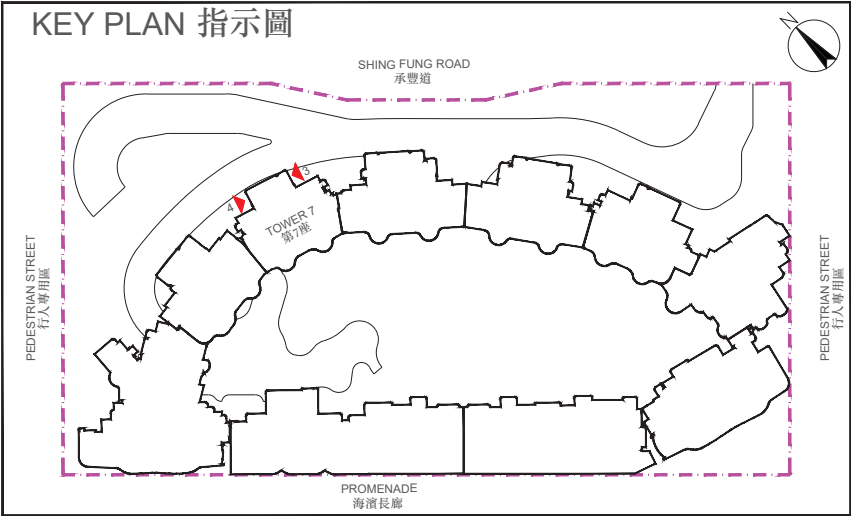 KEY PLAN 指示圖
N
SHING FUNG ROAD
承豐道
3
4
TOWER 7
第7座
PEDESTRIAN STREET
行人專用區
PEDESTRIAN STREET
行人專用區
PROMENADE
海濱長廊